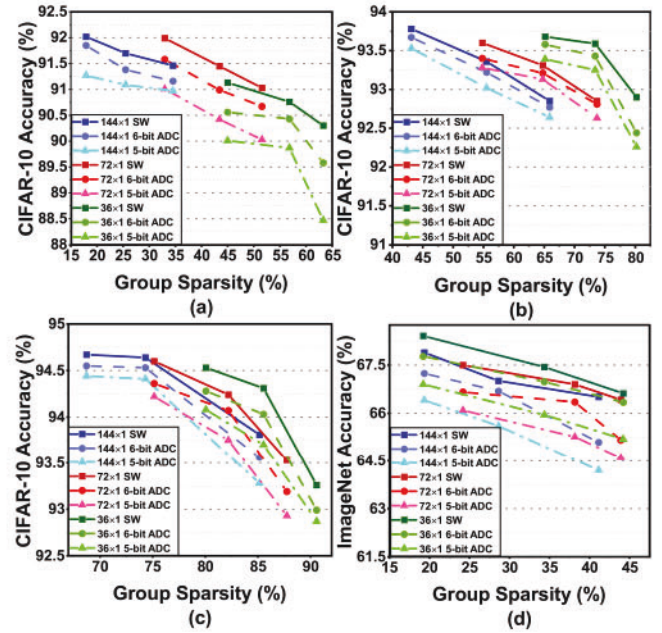 CIFAR-10 Accuracy (%)
92.5
92
91.5
91
90.5
90
89.5
89
88.5
88
144×1 SW
144×1 6-bit ADC
144×1 5-bit ADC
72×1 SW
72×1 6-bit ADC
72×1 5-bit ADC
36×1 SW
36×1 6-bit ADC
36×1 5-bit ADC
15 20 25 30 35 40 45 50 55 60 65
Group Sparsity (%)
(a)
CIFAR-10 Accuracy (%)
94
93.5
93
92.5
92
91.5
91
144×1 SW
144×1 6-bit ADC
144×1 5-bit ADC
72×1 SW
72×1 6-bit ADC
72×1 5-bit ADC
36×1 SW
36×1 6-bit ADC
36×1 5-bit ADC
40 45 50 55 60 65 70 75 80
Group Sparsity (%)
(b)
CIFAR-10 Accuracy (%)
95
94.5
94
93.5
93
92.5
144×1 SW
144×1 6-bit ADC
144×1 5-bit ADC
72×1 SW
72×1 6-bit ADC
72×1 5-bit ADC
36×1 SW
36×1 6-bit ADC
36×1 5-bit ADC
70 75 80 85 90
Group Sparsity (%)
(c)
ImageNet Accuracy (%)
67.5
66
64.5
63
61.5
144×1 SW
144×1 6-bit ADC
144×1 5-bit ADC
72×1 SW
72×1 6-bit ADC
72×1 5-bit ADC
36×1 SW
36×1 6-bit ADC
36×1 5-bit ADC
15 20 25 30 35 40 45
Group Sparsity (%)
(d)